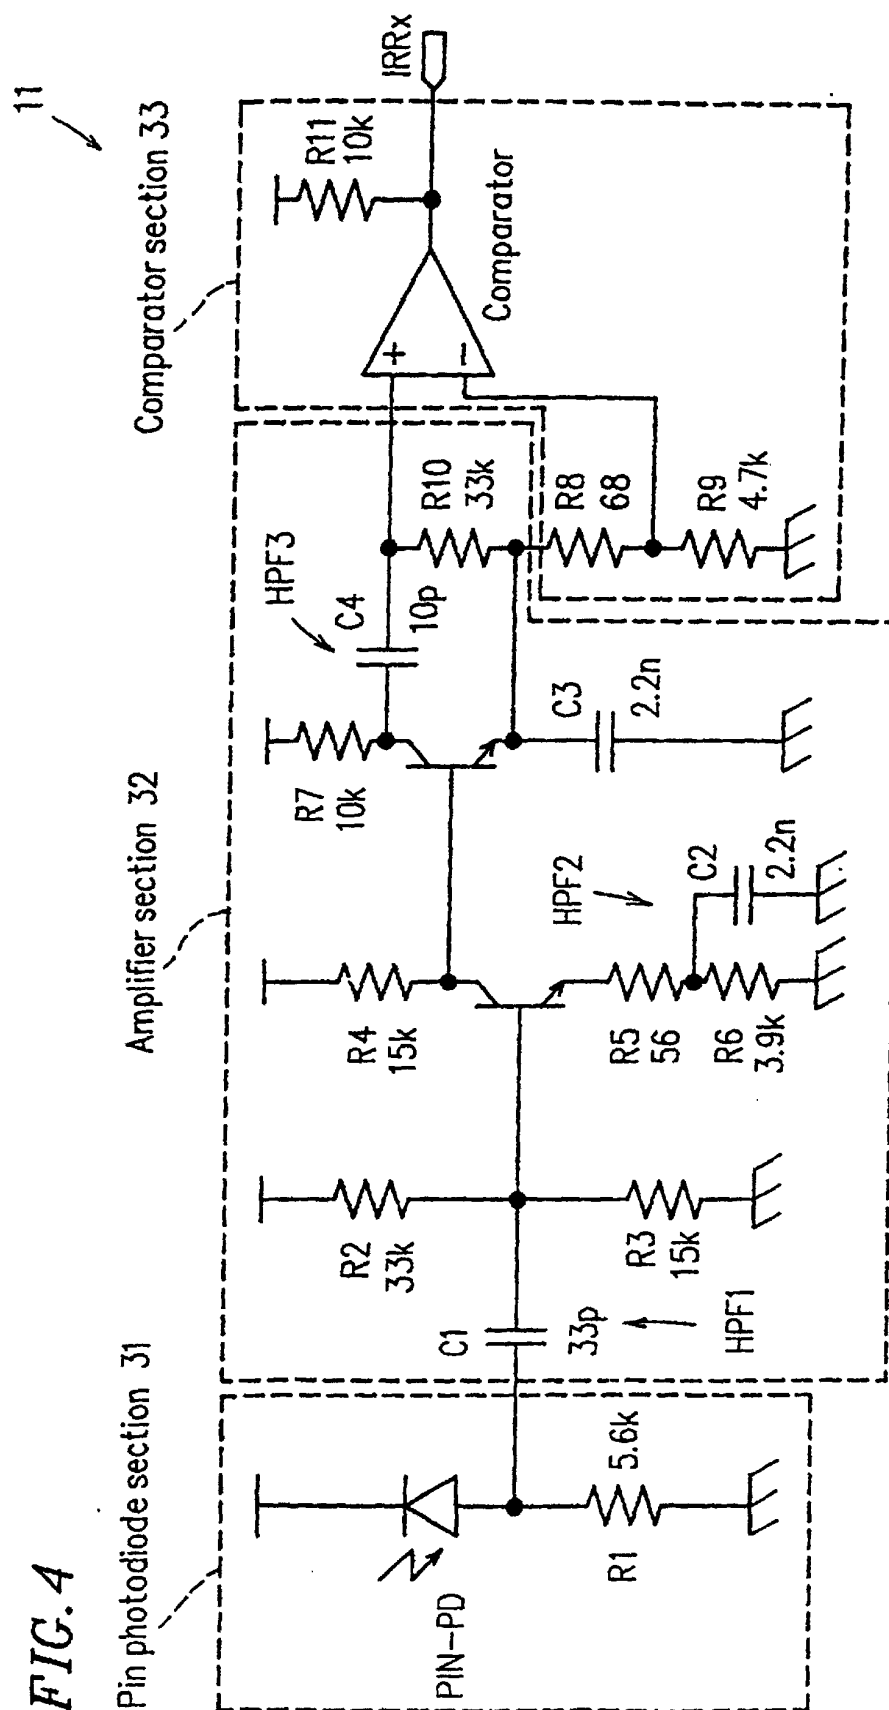 FIG. 4
11
Pin photodiode section 31
Amplifier section 32
Comparator section 33
PIN-PD
R1
5.6k
C1
33p
HPF1
R2
33k
R3
15k
R4
15k
R5
56
R6
3.9k
HPF2
C2
2.2n
R7
10k
C3
2.2n
HPF3
C4
10p
R10
33k
R8
68
R9
4.7k
+
−
Comparator
R11
10k
IRRx